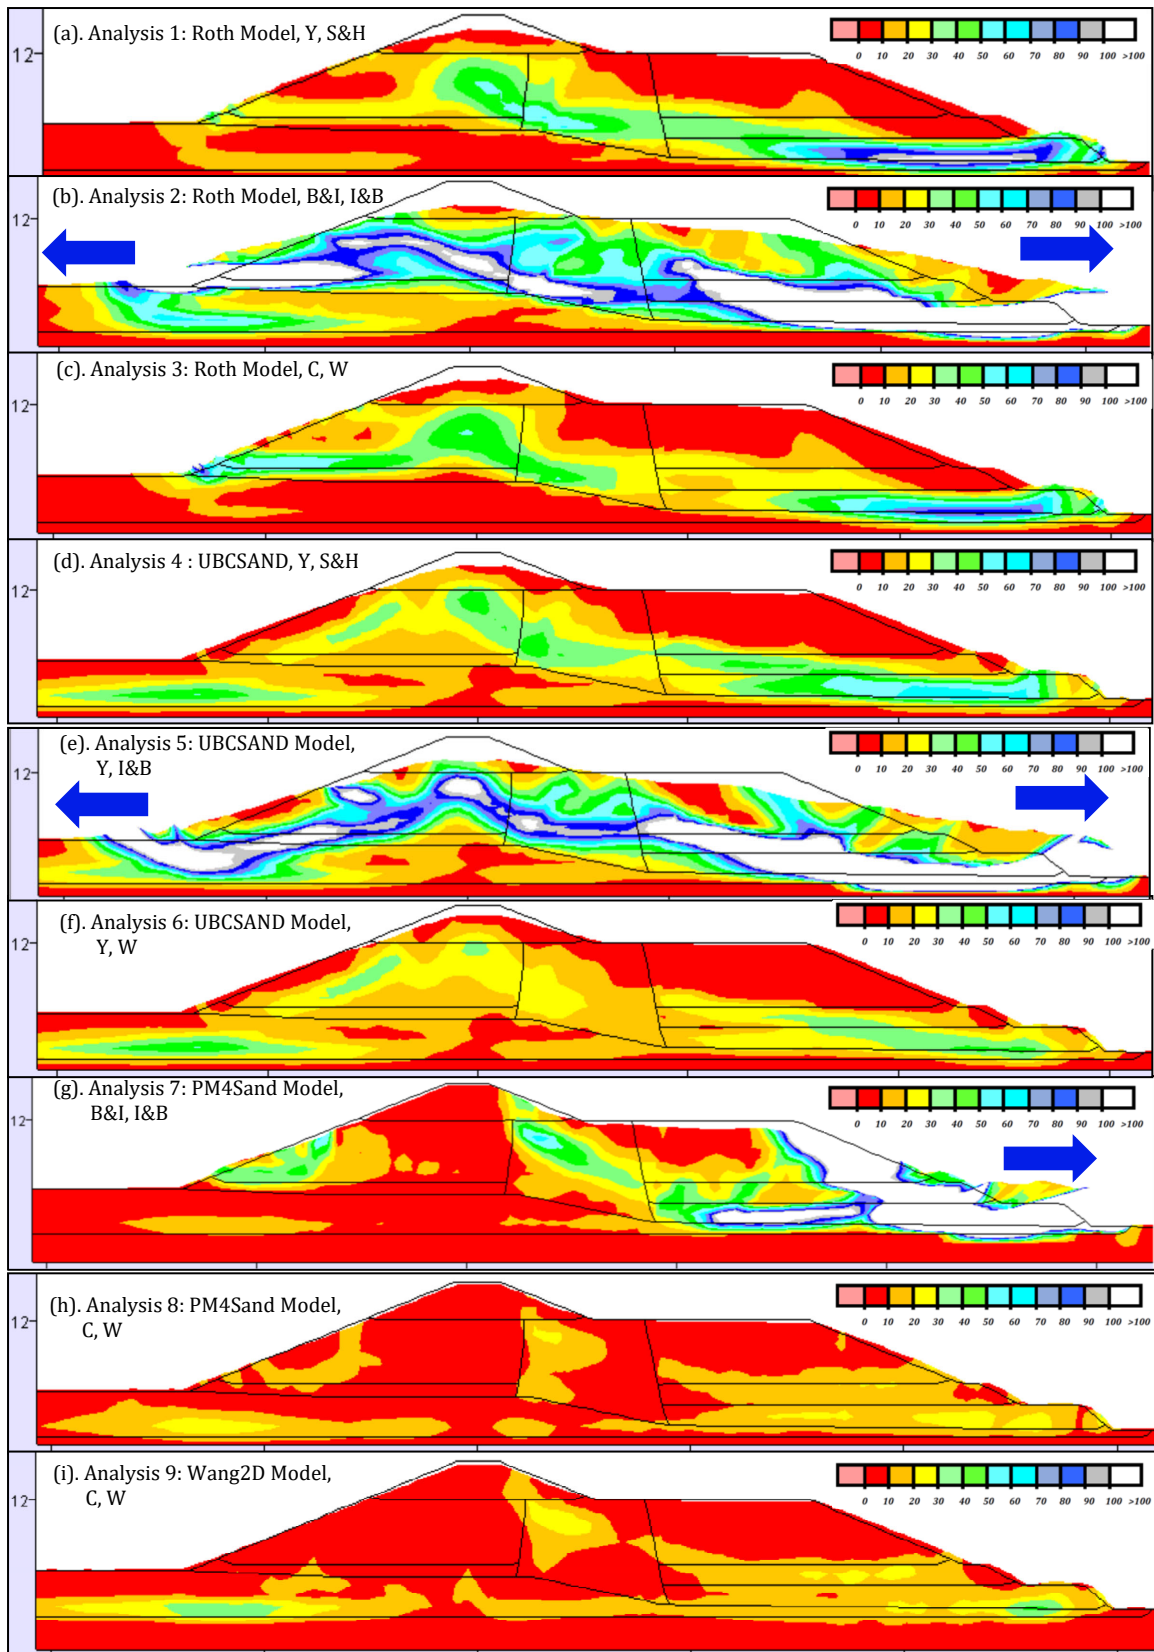 (a). Analysis 1: Roth Model, Y, S&H
12
0 10 20 30 40 50 60 70 80 90 100 >100
(b). Analysis 2: Roth Model, B&I, I&B
12
0 10 20 30 40 50 60 70 80 90 100 >100
(c). Analysis 3: Roth Model, C, W
12
0 10 20 30 40 50 60 70 80 90 100 >100
(d). Analysis 4 : UBCSAND, Y, S&H
12
0 10 20 30 40 50 60 70 80 90 100 >100
(e). Analysis 5: UBCSAND Model,
Y, I&B
12
0 10 20 30 40 50 60 70 80 90 100 >100
(f). Analysis 6: UBCSAND Model,
Y, W
12
0 10 20 30 40 50 60 70 80 90 100 >100
(g). Analysis 7: PM4Sand Model,
B&I, I&B
12
0 10 20 30 40 50 60 70 80 90 100 >100
(h). Analysis 8: PM4Sand Model,
C, W
12
0 10 20 30 40 50 60 70 80 90 100 >100
(i). Analysis 9: Wang2D Model,
C, W
12
0 10 20 30 40 50 60 70 80 90 100 >100